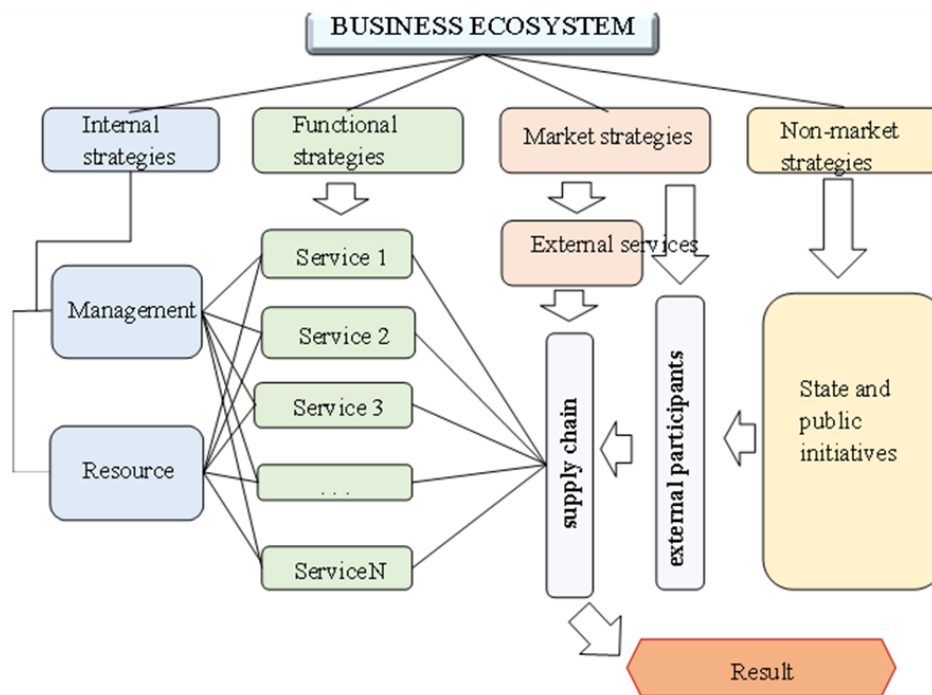 BUSINESS ECOSYSTEM
Internal
strategies
Functional
strategies
Market strategies
Non-market
strategies
External services
Service 1
Management
Service 2
Service 3
Resource
. . .
ServiceN
supply chain
external participants
State and
public
initiatives
Result